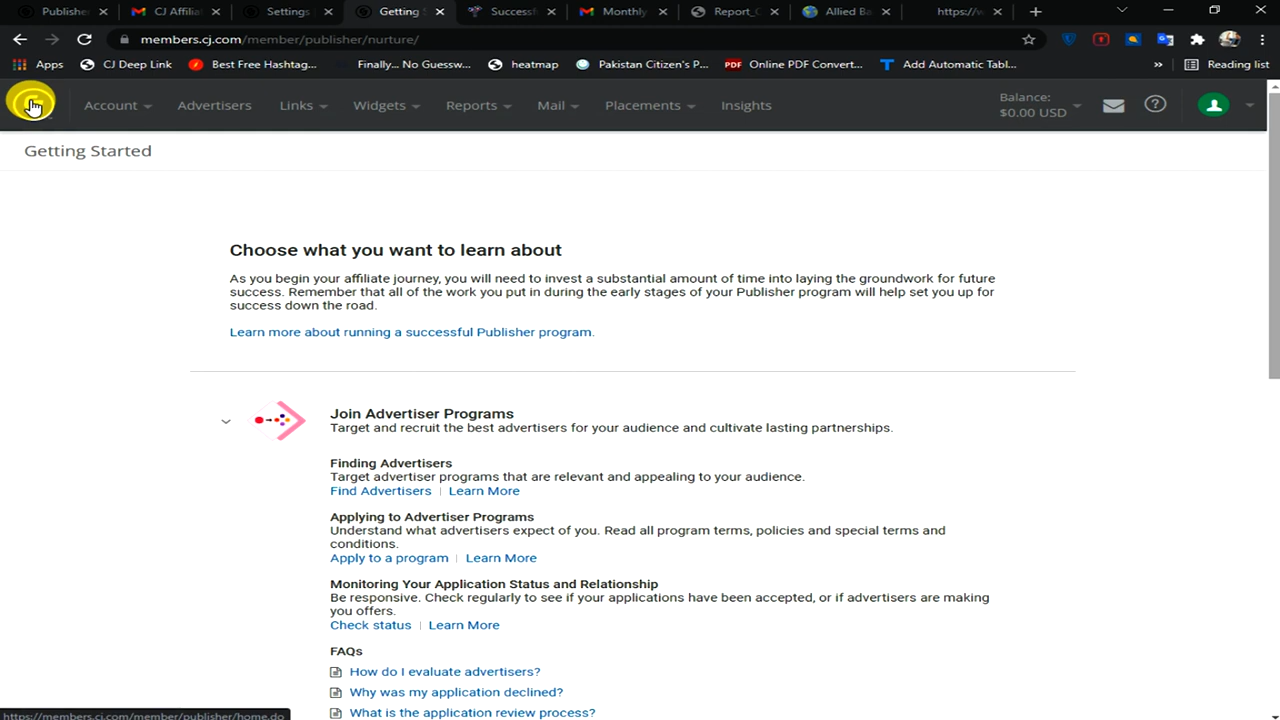 Publisher
CJ Affilia
Settings
Getting
Success
Monthly
Report_C
Allied Ba
https://w
members.cj.com/member/publisher/nurture/
Apps
CJ Deep Link
Best Free Hashtag...
Finally... No Guessw...
heatmap
Pakistan Citizen's P...
PDF
Online PDF Convert...
Add Automatic Tabl...
»
Reading list
Account
Advertisers
Links
Widgets
Reports
Mail
Placements
Insights
Balance:
$0.00 USD
Getting Started
Choose what you want to learn about
As you begin your affiliate journey, you will need to invest a substantial amount of time into laying the groundwork for future
success. Remember that all of the work you put in during the early stages of your Publisher program will help set you up for
success down the road.
Learn more about running a successful Publisher program.
Join Advertiser Programs
Target and recruit the best advertisers for your audience and cultivate lasting partnerships.
Finding Advertisers
Target advertiser programs that are relevant and appealing to your audience.
Find Advertisers | Learn More
Applying to Advertiser Programs
Understand what advertisers expect of you. Read all program terms, policies and special terms and
conditions.
Apply to a program | Learn More
Monitoring Your Application Status and Relationship
Be responsive. Check regularly to see if your applications have been accepted, or if advertisers are making
you offers.
Check status | Learn More
FAQs
How do I evaluate advertisers?
Why was my application declined?
What is the application review process?
https://members.cj.com/member/publisher/home.do